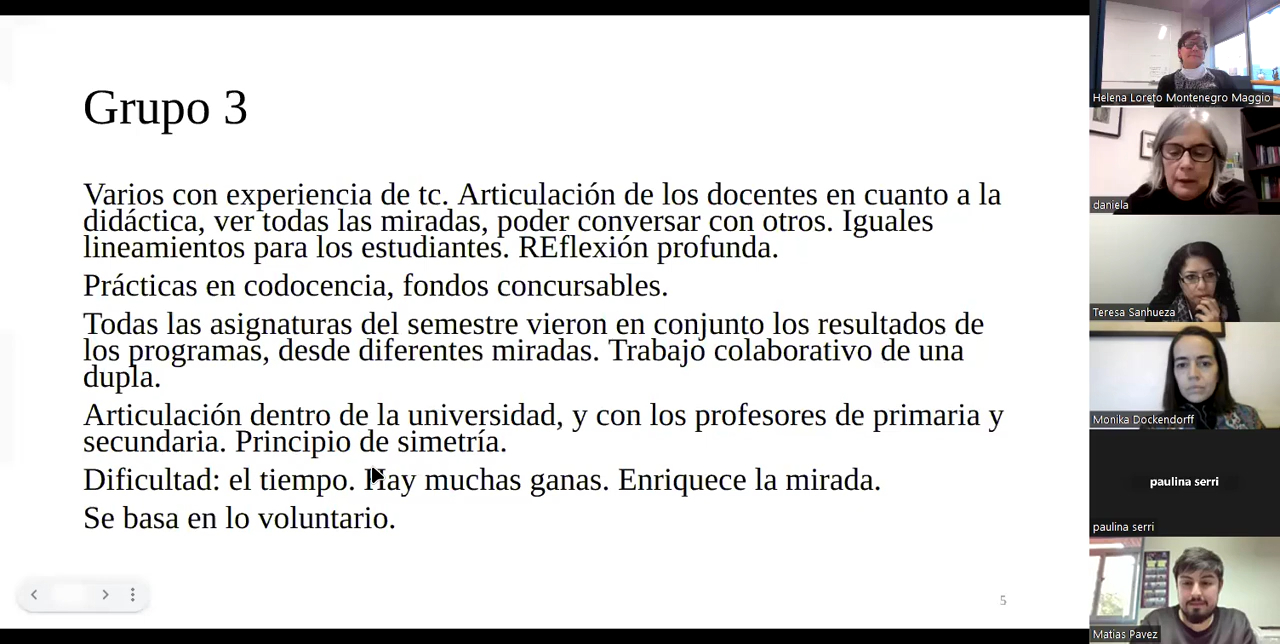 Grupo 3
Varios con experiencia de tc. Articulación de los docentes en cuanto a la
didáctica, ver todas las miradas, poder conversar con otros. Iguales
lineamientos para los estudiantes. REflexión profunda.
Prácticas en codocencia, fondos concursables.
Todas las asignaturas del semestre vieron en conjunto los resultados de
los programas, desde diferentes miradas. Trabajo colaborativo de una
dupla.
Articulación dentro de la universidad, y con los profesores de primaria y
secundaria. Principio de simetría.
Dificultad: el tiempo. Hay muchas ganas. Enriquece la mirada.
Se basa en lo voluntario.
5
Helena Loreto Montenegro Maggio
daniela
Teresa Sanhueza
Monika Dockendorff
paulina serri
paulina serri
Matias Pavez